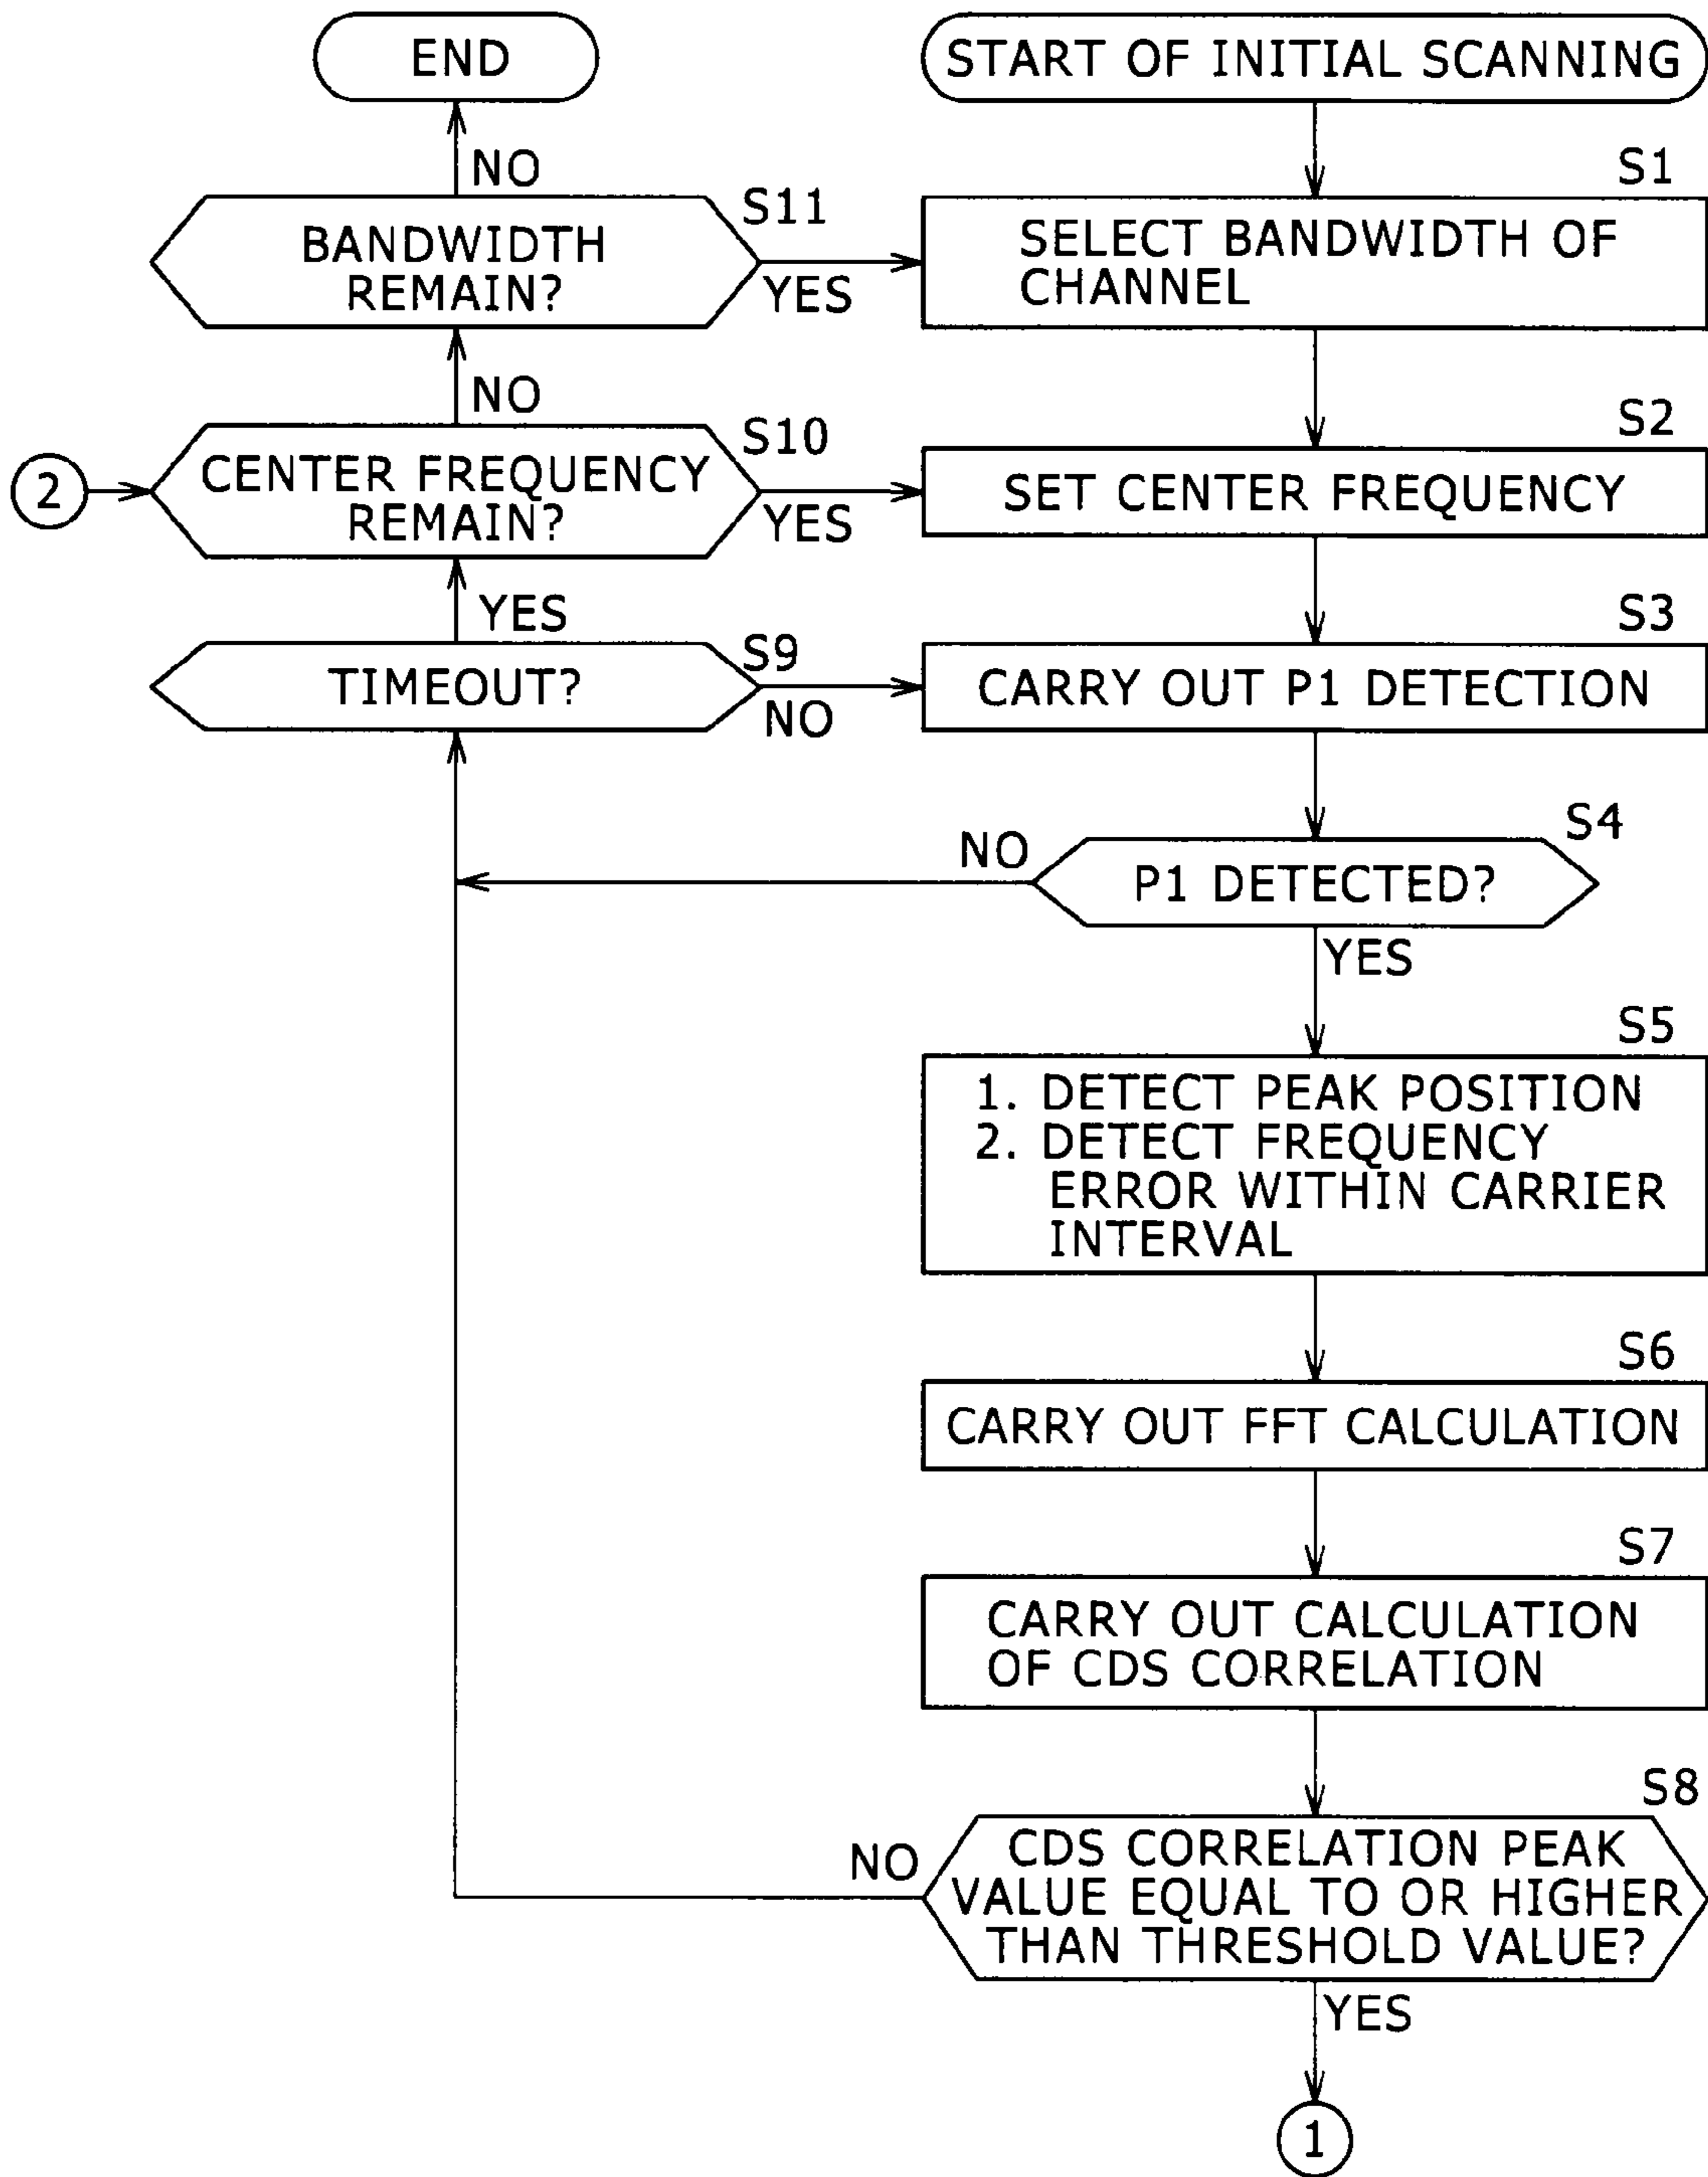 END
START OF INITIAL SCANNING
NO
S1
S11
BANDWIDTH
REMAIN?
YES
SELECT BANDWIDTH OF
CHANNEL
NO
S10
S2
2
CENTER FREQUENCY
REMAIN?
YES
SET CENTER FREQUENCY
YES
S9
S3
TIMEOUT?
NO
CARRY OUT P1 DETECTION
S4
NO
P1 DETECTED?
YES
S5
1. DETECT PEAK POSITION
2. DETECT FREQUENCY
ERROR WITHIN CARRIER
INTERVAL
S6
CARRY OUT FFT CALCULATION
S7
CARRY OUT CALCULATION
OF CDS CORRELATION
S8
NO
CDS CORRELATION PEAK
VALUE EQUAL TO OR HIGHER
THAN THRESHOLD VALUE?
YES
1